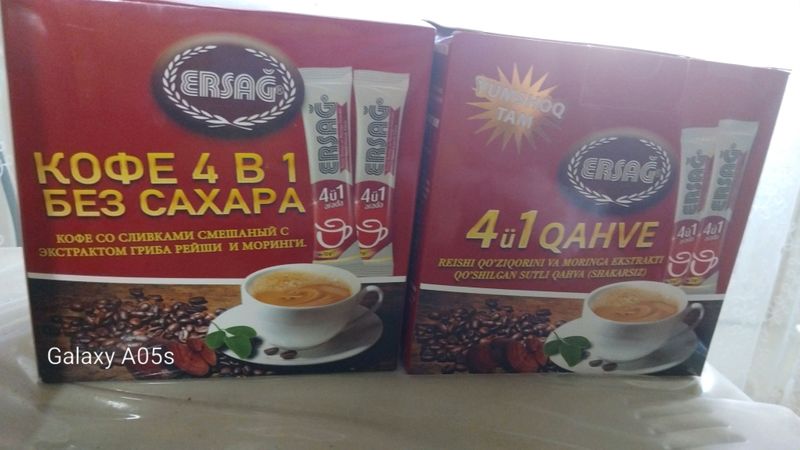 ERSAĞ
КОФЕ 4 В 1
БЕЗ САХАРА
КОФЕ СО СЛИВКАМИ СМЕШАНЫЙ С
ЭКСТРАКТОМ ГРИБА РЕЙШИ И МОРИНГИ.
ERSAĞ
4ü1
ERSAĞ
4ü1
YUMSHOQ
TAM
ERSAĞ
4ü1 QAHVE
REISHI QO'ZIQORINI VA MORINGA EKSTRAKTI
QO'SHILGAN SUTLI QAHVA (SHAKARSIZ)
ERSAĞ
4ü1
ERSAĞ
4ü1
Galaxy A05s